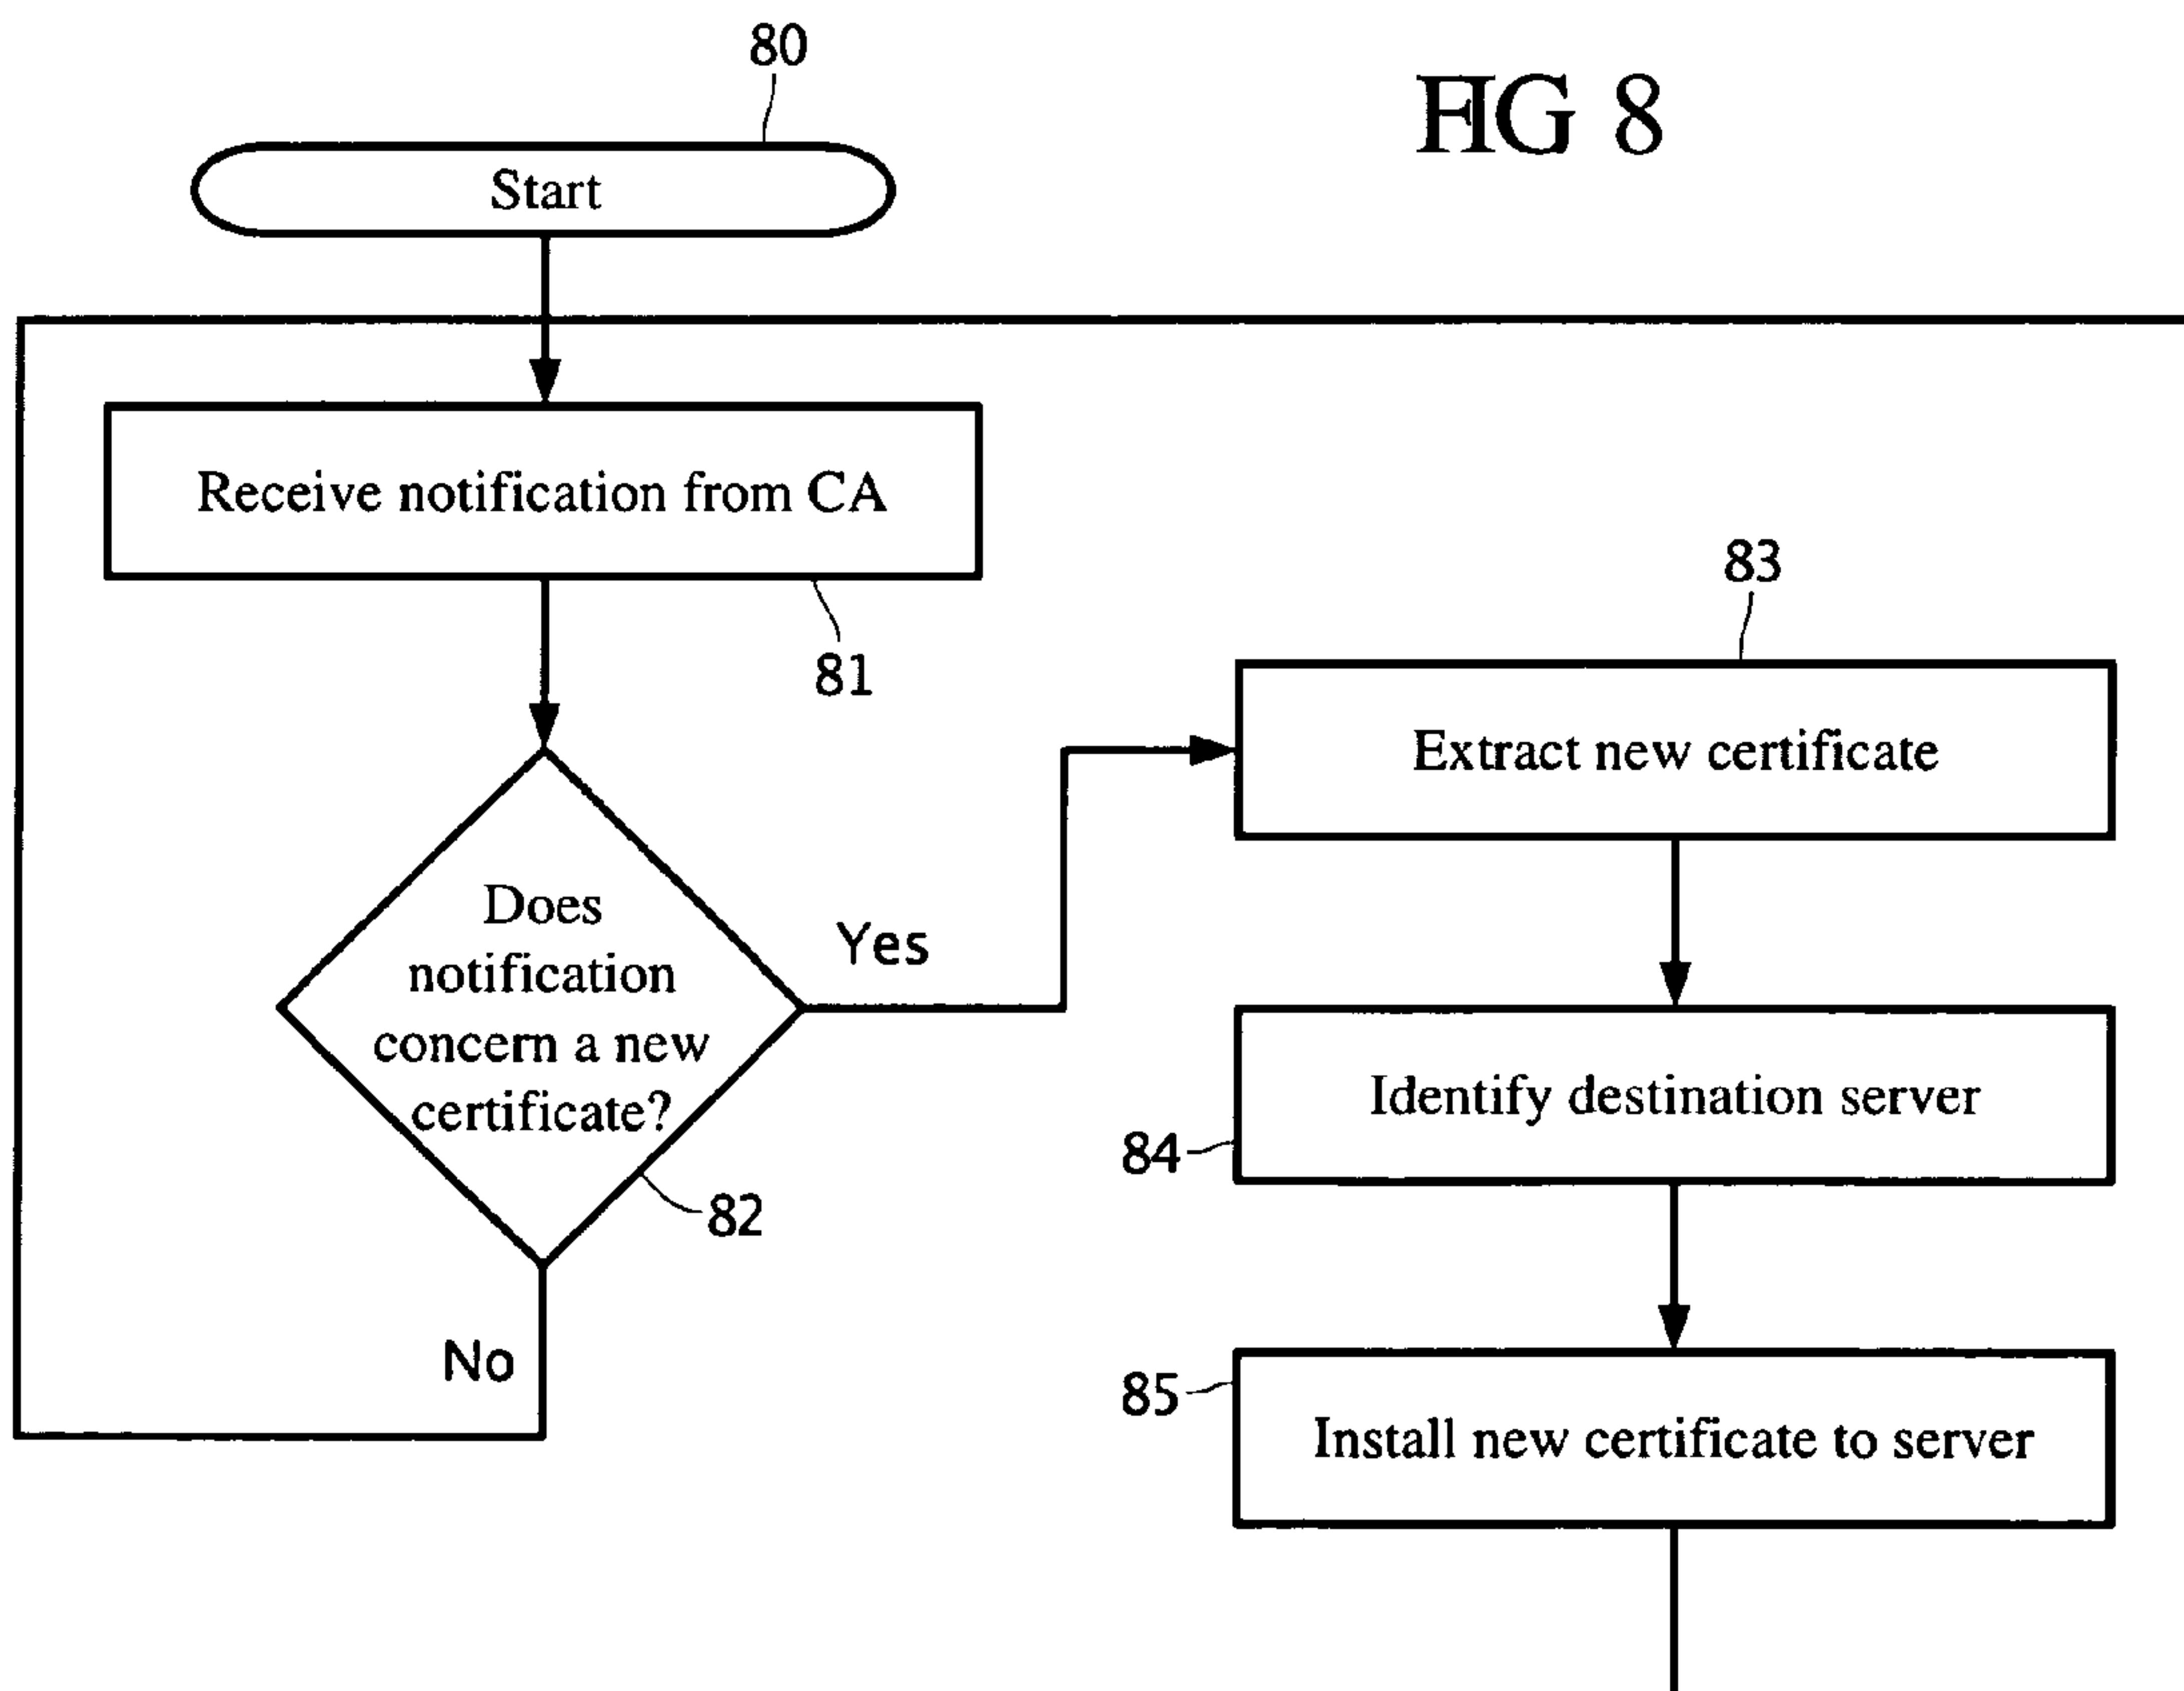 80
FIG 8
Start
Receive notification from CA
81
83
Extract new certificate
Does
notification
concern a new
certificate?
Yes
82
No
Identify destination server
84
85
Install new certificate to server